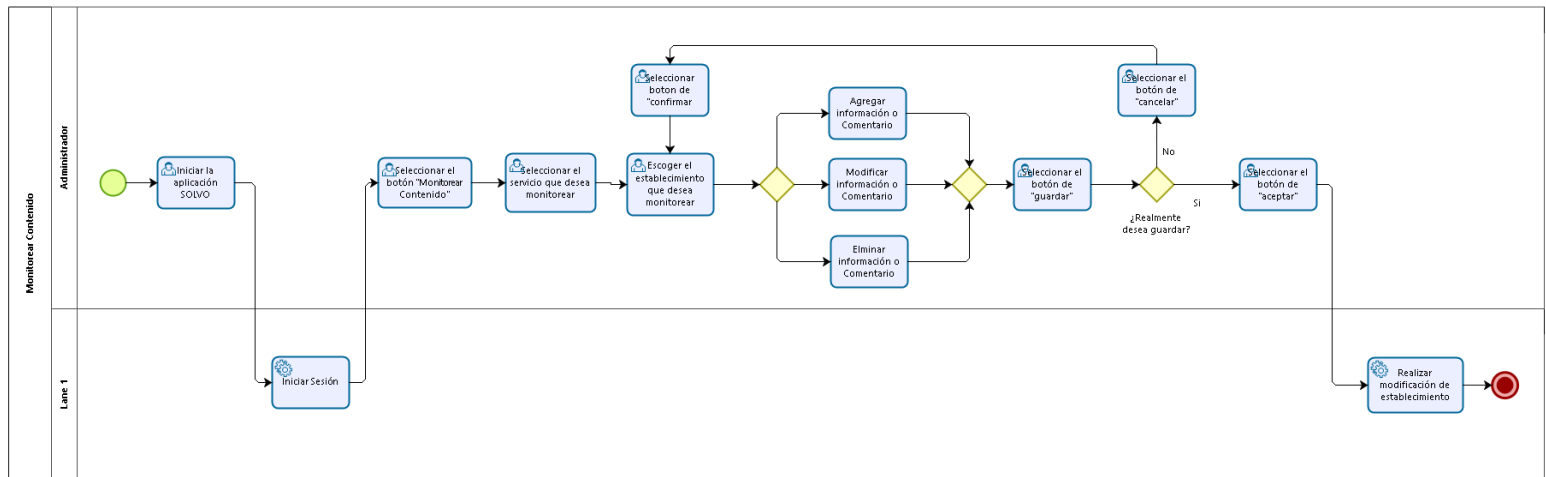 Monitorear Contenido
Administrador
Iniciar la
aplicación
SOLVO
Seleccionar el
botón "Monitorear
Contenido"
Seleccionar el
servicio que desea
monitorear
Seleccionar
boton de
"confirmar
Escoger el
establecimiento
que desea
monitorear
Agregar
información o
Comentario
Modificar
información o
Comentario
Elminar
información o
Comentario
Seleccionar el
botón de
"guardar"
¿Realmente
desea guardar?
No
Seleccionar el
botón de
"cancelar"
Si
Seleccionar el
botón de
"aceptar"
Lane 1
Iniciar Sesión
Realizar
modificación de
establecimiento